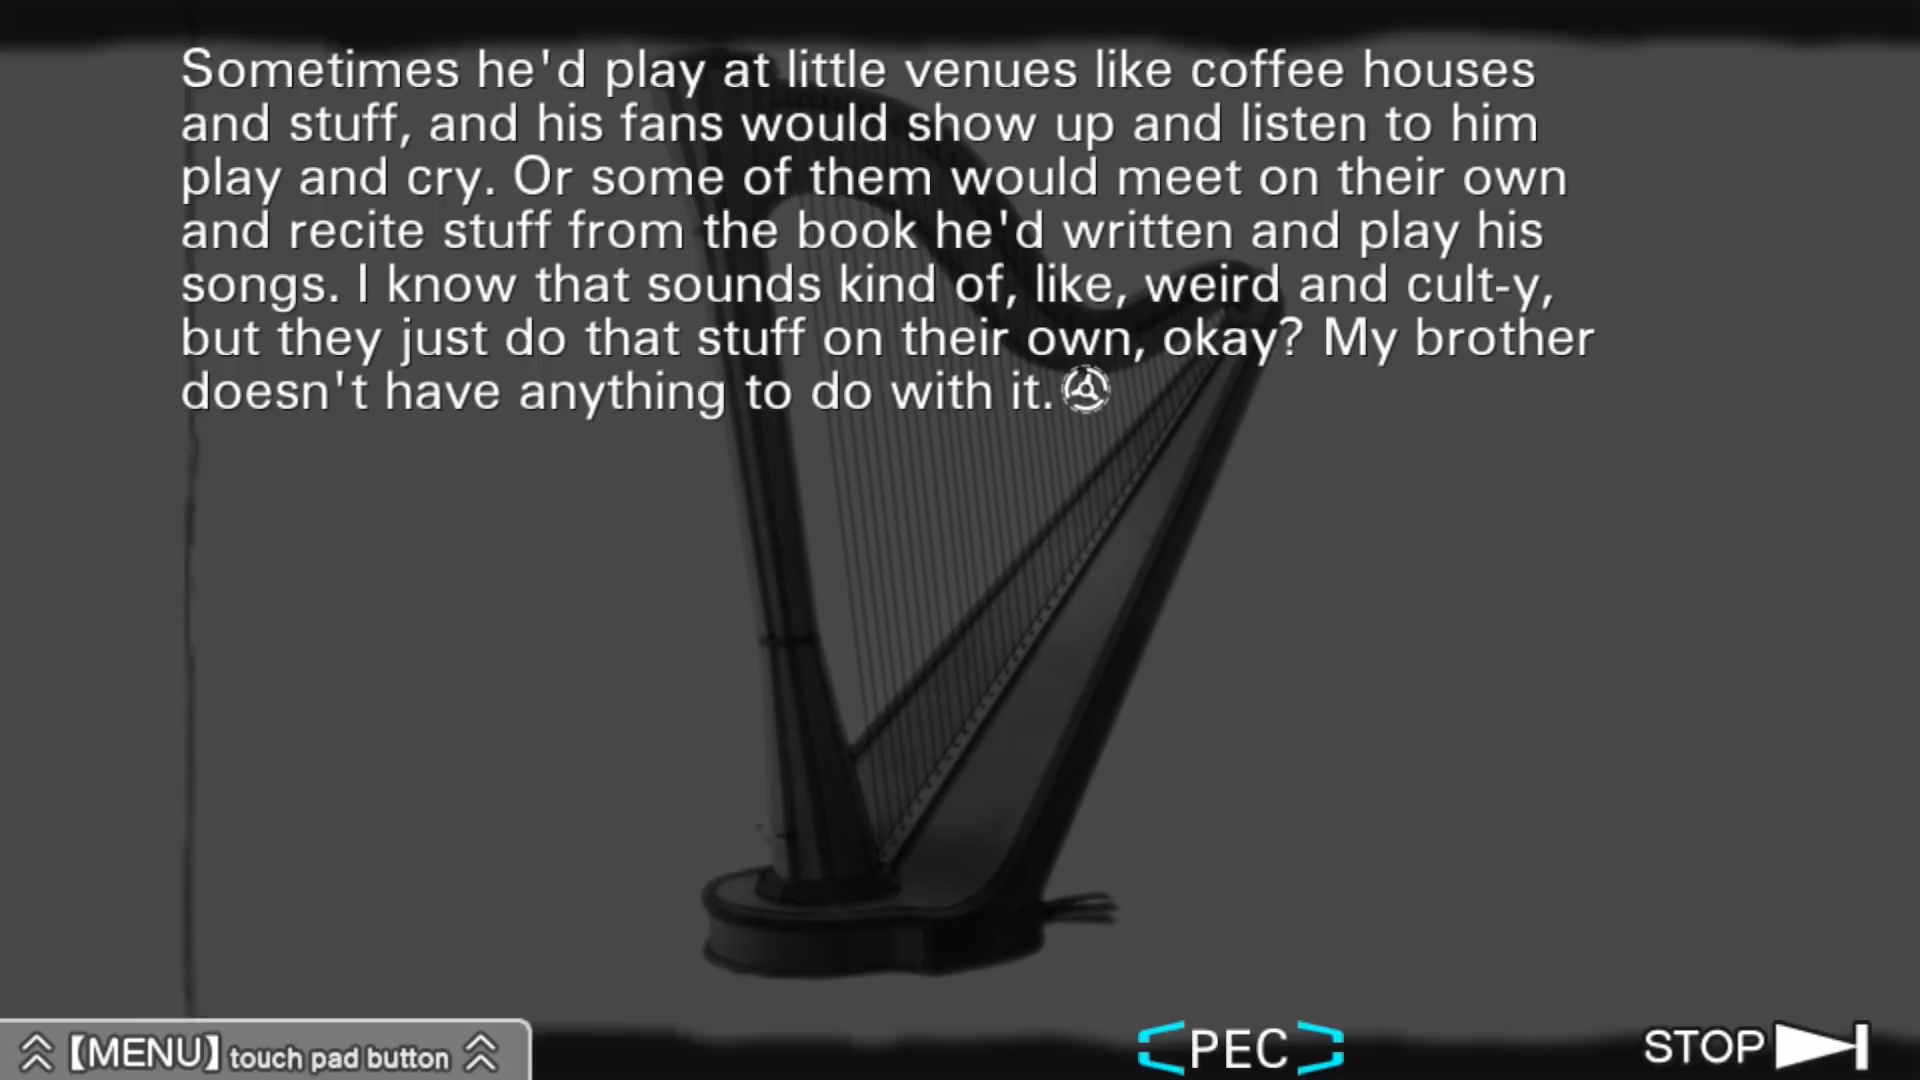 Sometimes he'd play at little venues like coffee houses
and stuff, and his fans would show up and listen to him
play and cry. Or some of them would meet on their own
and recite stuff from the book he'd written and play his
songs. I know that sounds kind of, like, weird and cult-y,
but they just do that stuff on their own, okay? My brother
doesn't have anything to do with it.
【MENU】 touch pad button
PEC
STOP